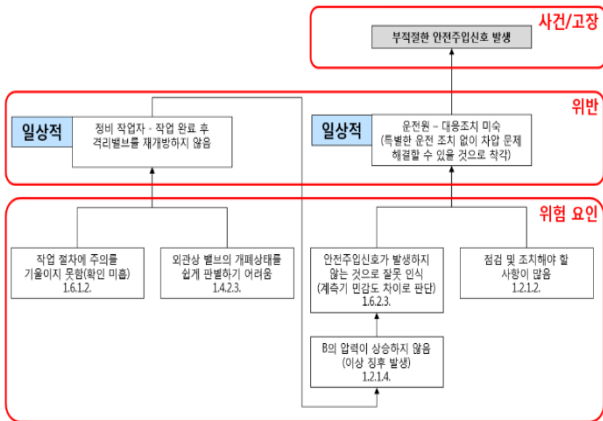 사건/고장
부적절한 안전주입신호 발생
위반
일상적
정비 작업자 - 작업 완료 후
격리밸브를 재개방하지 않음
일상적
운전원 – 대응조치 미숙
(특별한 운전 조치 없이 차압 문제
해결할 수 있을 것으로 착각)
위험 요인
작업 절차에 주의를
기울이지 못함(확인 미흡)
1.6.1.2.
외관상 밸브의 개폐상태를
쉽게 판별하기 어려움
1.4.2.3.
안전주입신호가 발생하지
않는 것으로 잘못 인식
(계측기 민감도 차이로 판단)
1.6.2.3.
점검 및 조치해야 할
사항이 많음
1.2.1.2.
B의 압력이 상승하지 않음
(이상 징후 발생)
1.2.1.4.